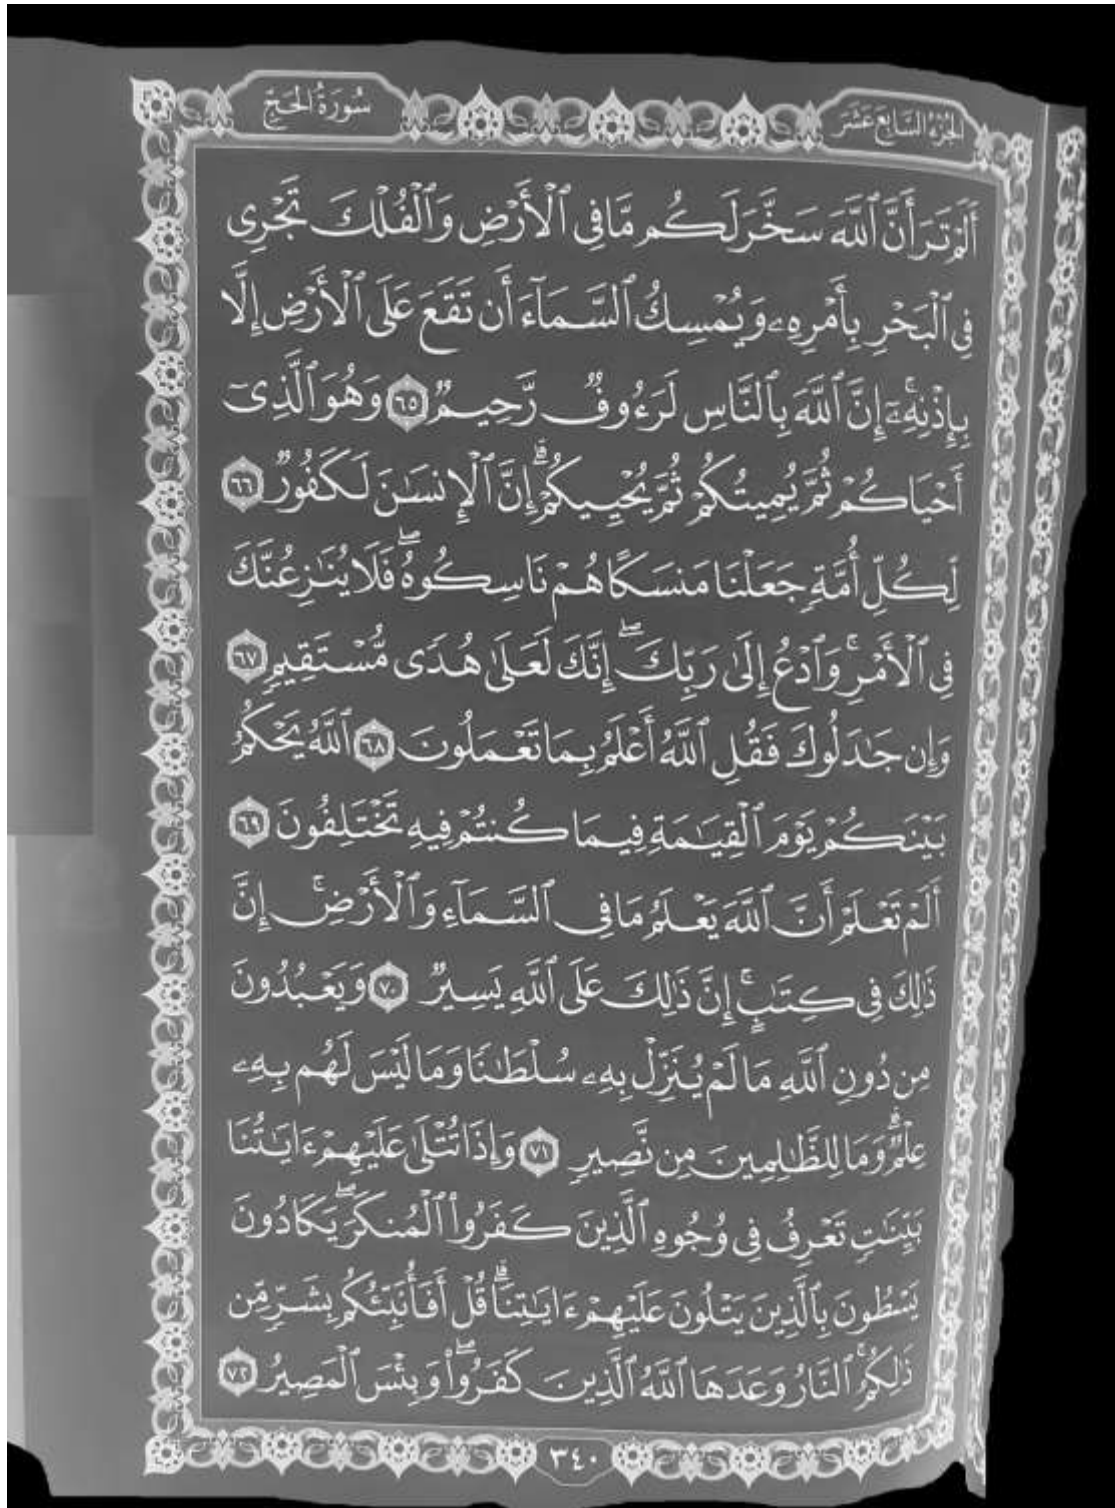 الجزء السابع عشر
سورة الحج
أَلَمْ تَرَ أَنَّ ٱللَّهَ سَخَّرَ لَكُم مَّا فِى ٱلْأَرْضِ وَٱلْفُلْكَ تَجْرِى
فِى ٱلْبَحْرِ بِأَمْرِهِۦ وَيُمْسِكُ ٱلسَّمَآءَ أَن تَقَعَ عَلَى ٱلْأَرْضِ إِلَّا
بِإِذْنِهِۦٓ ۚ إِنَّ ٱللَّهَ بِٱلنَّاسِ لَرَءُوفٌ رَّحِيمٌ ٦٥ وَهُوَ ٱلَّذِىٓ
أَحْيَاكُمْ ثُمَّ يُمِيتُكُمْ ثُمَّ يُحْيِيكُمْ ۗ إِنَّ ٱلْإِنسَـٰنَ لَكَفُورٌ ٦٦
لِّكُلِّ أُمَّةٍ جَعَلْنَا مَنسَكًا هُمْ نَاسِكُوهُ ۖ فَلَا يُنَـٰزِعُنَّكَ
فِى ٱلْأَمْرِ ۚ وَٱدْعُ إِلَىٰ رَبِّكَ ۖ إِنَّكَ لَعَلَىٰ هُدًى مُّسْتَقِيمٍ ٦٧
وَإِن جَـٰدَلُوكَ فَقُلِ ٱللَّهُ أَعْلَمُ بِمَا تَعْمَلُونَ ٦٨ ٱللَّهُ يَحْكُمُ
بَيْنَكُمْ يَوْمَ ٱلْقِيَـٰمَةِ فِيمَا كُنتُمْ فِيهِ تَخْتَلِفُونَ ٦٩
أَلَمْ تَعْلَمْ أَنَّ ٱللَّهَ يَعْلَمُ مَا فِى ٱلسَّمَآءِ وَٱلْأَرْضِ ۗ إِنَّ
ذَٰلِكَ فِى كِتَـٰبٍ ۚ إِنَّ ذَٰلِكَ عَلَى ٱللَّهِ يَسِيرٌ ٧٠ وَيَعْبُدُونَ
مِن دُونِ ٱللَّهِ مَا لَمْ يُنَزِّلْ بِهِۦ سُلْطَـٰنًا وَمَا لَيْسَ لَهُم بِهِۦ
عِلْمٌ ۗ وَمَا لِلظَّـٰلِمِينَ مِن نَّصِيرٍ ٧١ وَإِذَا تُتْلَىٰ عَلَيْهِمْ ءَايَـٰتُنَا
بَيِّنَـٰتٍ تَعْرِفُ فِى وُجُوهِ ٱلَّذِينَ كَفَرُوا۟ ٱلْمُنكَرَ ۖ يَكَادُونَ
يَسْطُونَ بِٱلَّذِينَ يَتْلُونَ عَلَيْهِمْ ءَايَـٰتِنَا ۗ قُلْ أَفَأُنَبِّئُكُم بِشَرٍّ مِّن
ذَٰلِكُمُ ۚ ٱلنَّارُ وَعَدَهَا ٱللَّهُ ٱلَّذِينَ كَفَرُوا۟ ۖ وَبِئْسَ ٱلْمَصِيرُ ٧٢
٣٤٠